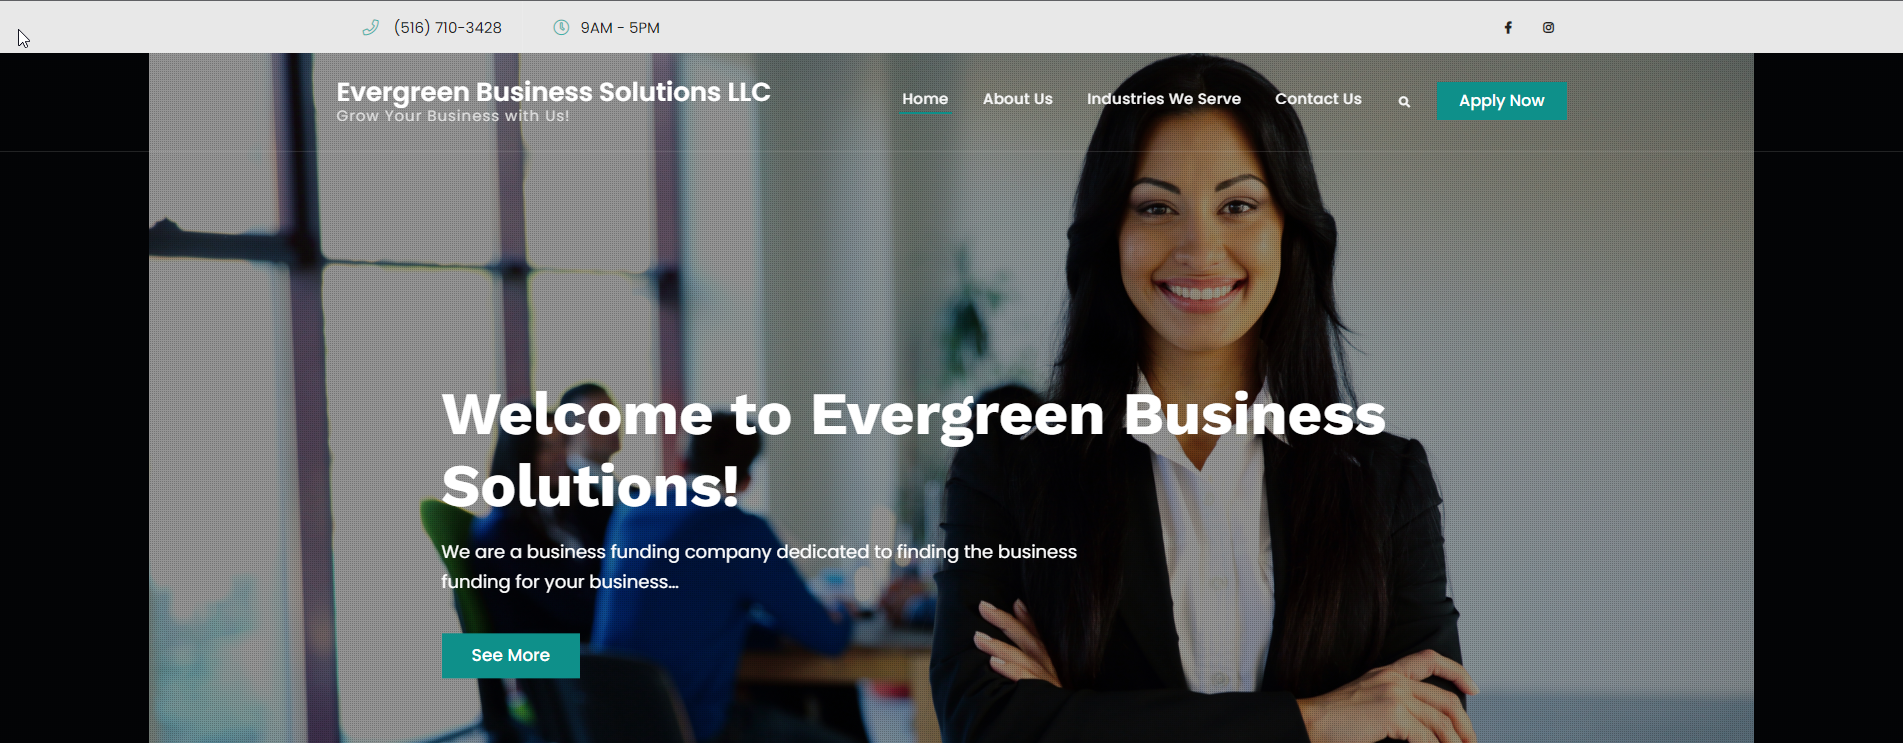 (516) 710-3428
9AM - 5PM
Evergreen Business Solutions LLC
Grow Your Business with Us!
Home
About Us
Industries We Serve
Contact Us
Apply Now
Welcome to Evergreen Business
Solutions!
We are a business funding company dedicated to finding the business
funding for your business...
See More